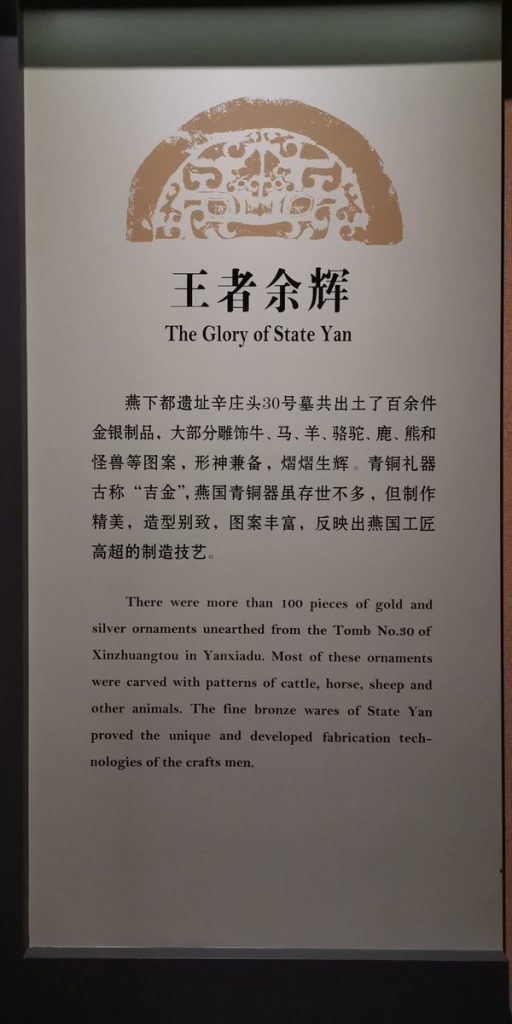 王者余辉
The Glory of State Yan
燕下都遗址辛庄头30号墓共出土了百余件
金银制品，大部分雕饰牛、马、羊、骆驼、鹿、熊和
怪兽等图案，形神兼备，熠熠生辉。青铜礼器
古称“吉金”，燕国青铜器虽存世不多，但制作
精美，造型别致，图案丰富，反映出燕国工匠
高超的制造技艺。
There were more than 100 pieces of gold and
silver ornaments unearthed from the Tomb No.30 of
Xinzhuangtou in Yanxiadu. Most of these ornaments
were carved with patterns of cattle, horse, sheep and
other animals. The fine bronze wares of State Yan
proved the unique and developed fabrication tech-
nologies of the crafts men.